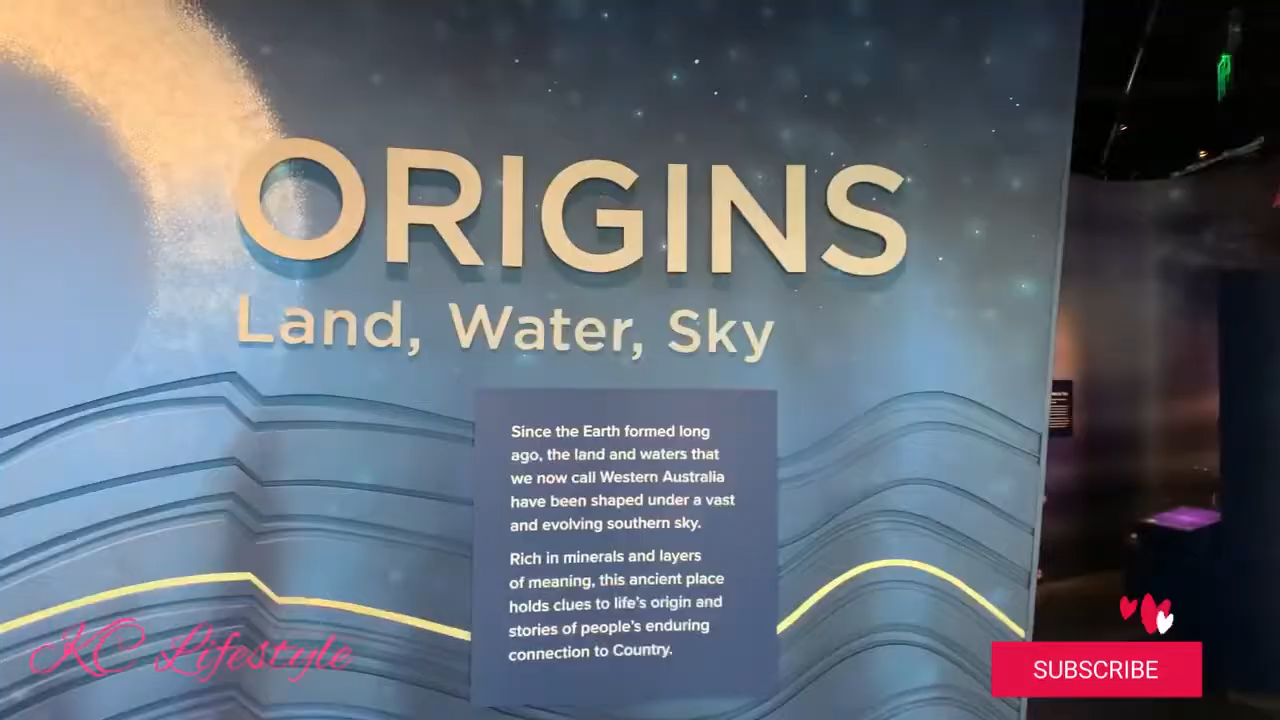 ORIGINS
Land, Water, Sky
Since the Earth formed long
ago, the land and waters that
we now call Western Australia
have been shaped under a vast
and evolving southern sky.
Rich in minerals and layers
of meaning, this ancient place
holds clues to life's origin and
stories of people's enduring
connection to Country.
KC Lifestyle
SUBSCRIBE